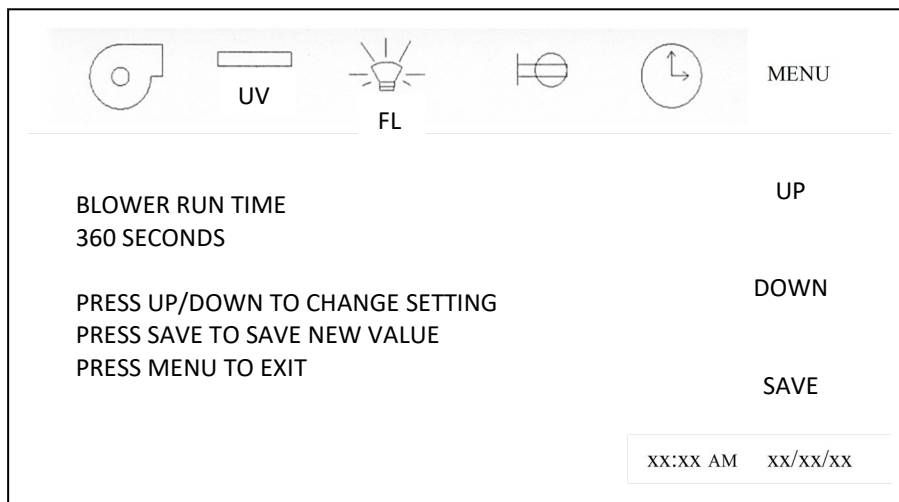 UV
FL
MENU
BLOWER RUN TIME
360 SECONDS
PRESS UP/DOWN TO CHANGE SETTING
PRESS SAVE TO SAVE NEW VALUE
PRESS MENU TO EXIT
UP
DOWN
SAVE
xx:xx AM xx/xx/xx